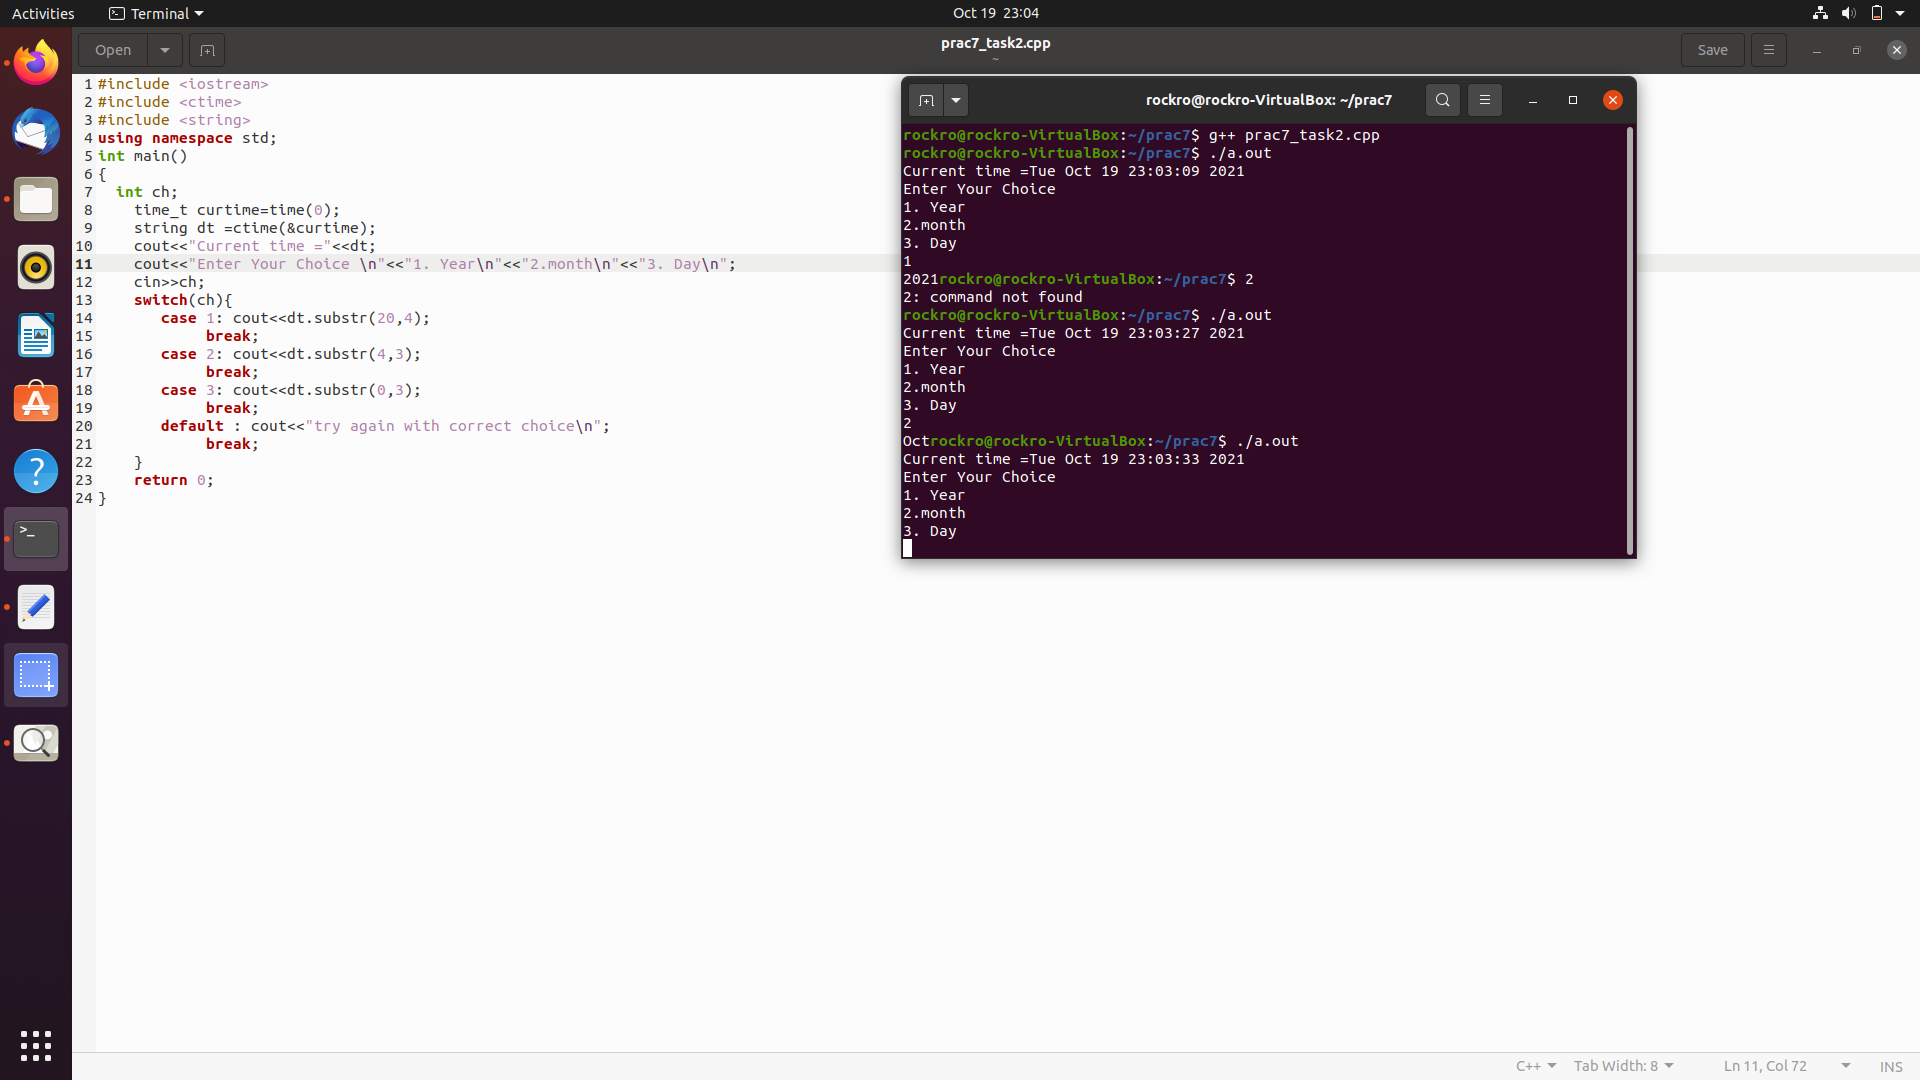 Activities
Terminal
Oct 19 23:04
Open
prac7_task2.cpp
~
Save
1 #include <iostream>
2 #include <ctime>
3 #include <string>
4 using namespace std;
5 int main()
6 {
7 int ch;
8 time_t curtime=time(0);
9 string dt =ctime(&curtime);
10 cout<<"Current time ="<<dt;
11 cout<<"Enter Your Choice \n"<<"1. Year\n"<<"2.month\n"<<"3. Day\n";
12 cin>>ch;
13 switch(ch){
14 case 1: cout<<dt.substr(20,4);
15 break;
16 case 2: cout<<dt.substr(4,3);
17 break;
18 case 3: cout<<dt.substr(0,3);
19 break;
20 default : cout<<"try again with correct choice\n";
21 break;
22 }
23 return 0;
24 }
rockro@rockro-VirtualBox: ~/prac7
rockro@rockro-VirtualBox:~/prac7$ g++ prac7_task2.cpp
rockro@rockro-VirtualBox:~/prac7$ ./a.out
Current time =Tue Oct 19 23:03:09 2021
Enter Your Choice
1. Year
2.month
3. Day
1
2021rockro@rockro-VirtualBox:~/prac7$ 2
2: command not found
rockro@rockro-VirtualBox:~/prac7$ ./a.out
Current time =Tue Oct 19 23:03:27 2021
Enter Your Choice
1. Year
2.month
3. Day
2
Octrockro@rockro-VirtualBox:~/prac7$ ./a.out
Current time =Tue Oct 19 23:03:33 2021
Enter Your Choice
1. Year
2.month
3. Day
C++
Tab Width: 8
Ln 11, Col 72
INS